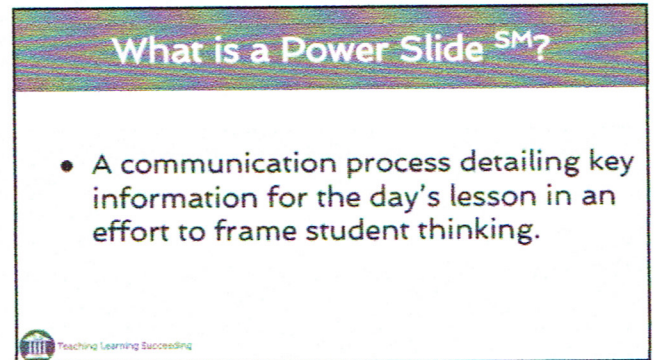 What is a Power Slide ℠?
• A communication process detailing key
information for the day's lesson in an
effort to frame student thinking.
Teaching Learning Succeeding